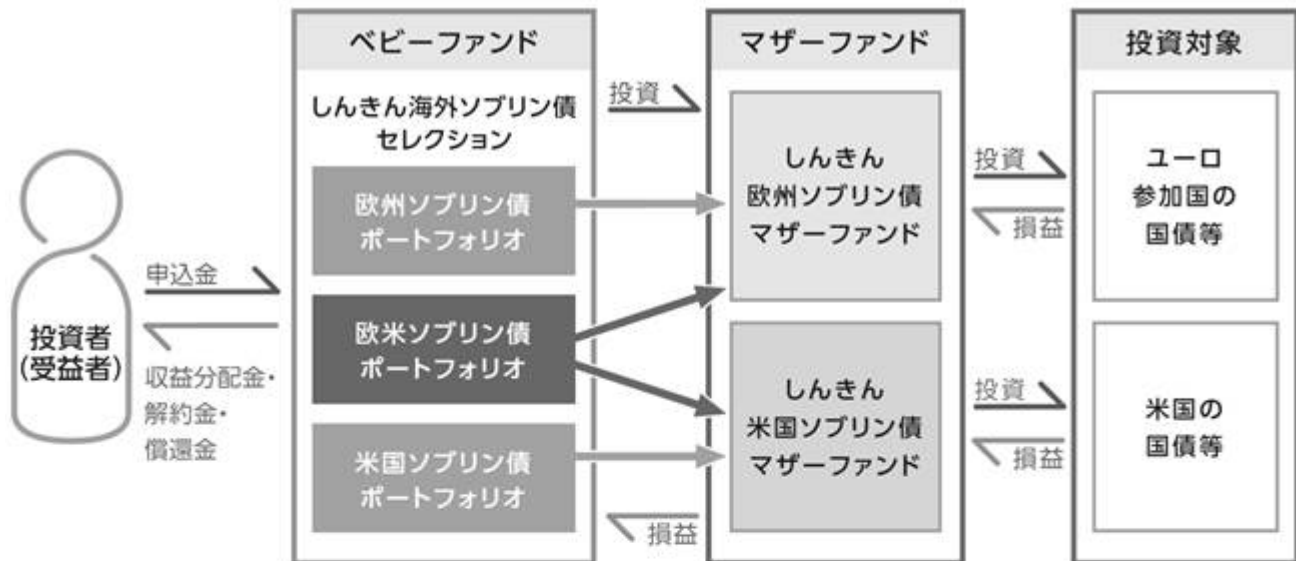 ベビーファンド
マザーファンド
投資対象
しんきん海外ソブリン債
セレクション
欧州ソブリン債
ポートフォリオ
欧米ソブリン債
ポートフォリオ
米国ソブリン債
ポートフォリオ
投資
損益
しんきん
欧州ソブリン債
マザーファンド
しんきん
米国ソブリン債
マザーファンド
投資
損益
投資
損益
ユーロ
参加国の
国債等
米国の
国債等
申込金
投資者
(受益者)
収益分配金・
解約金・
償還金